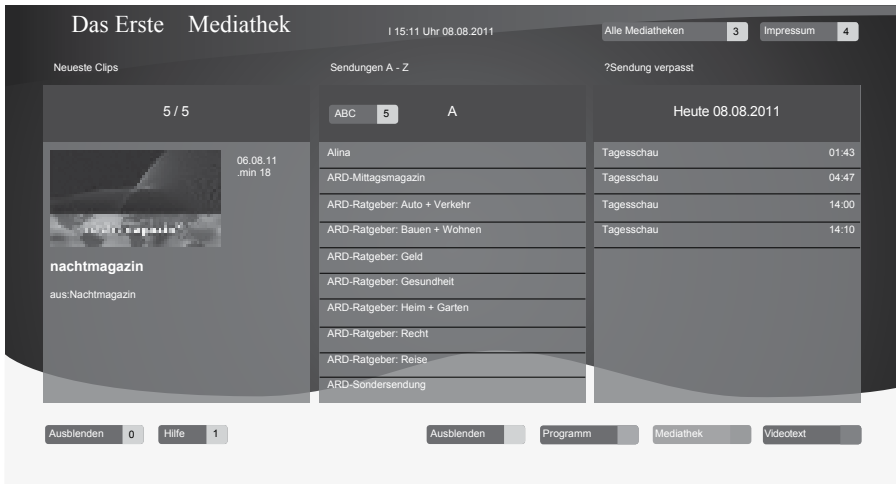 Das Erste Mediathek
I 15:11 Uhr 08.08.2011
Alle Mediatheken 3
Impressum 4
Neueste Clips
Sendungen A - Z
?Sendung verpasst
5 / 5
ABC 5 A
Heute 08.08.2011
06.08.11
.min 18
nachtmagazin
aus:Nachtmagazin
Alina
ARD-Mittagsmagazin
ARD-Ratgeber: Auto + Verkehr
ARD-Ratgeber: Bauen + Wohnen
ARD-Ratgeber: Geld
ARD-Ratgeber: Gesundheit
ARD-Ratgeber: Heim + Garten
ARD-Ratgeber: Recht
ARD-Ratgeber: Reise
ARD-Sondersendung
Tagesschau 01:43
Tagesschau 04:47
Tagesschau 14:00
Tagesschau 14:10
Ausblenden 0
Hilfe 1
Ausblenden
Programm
Mediathek
Videotext